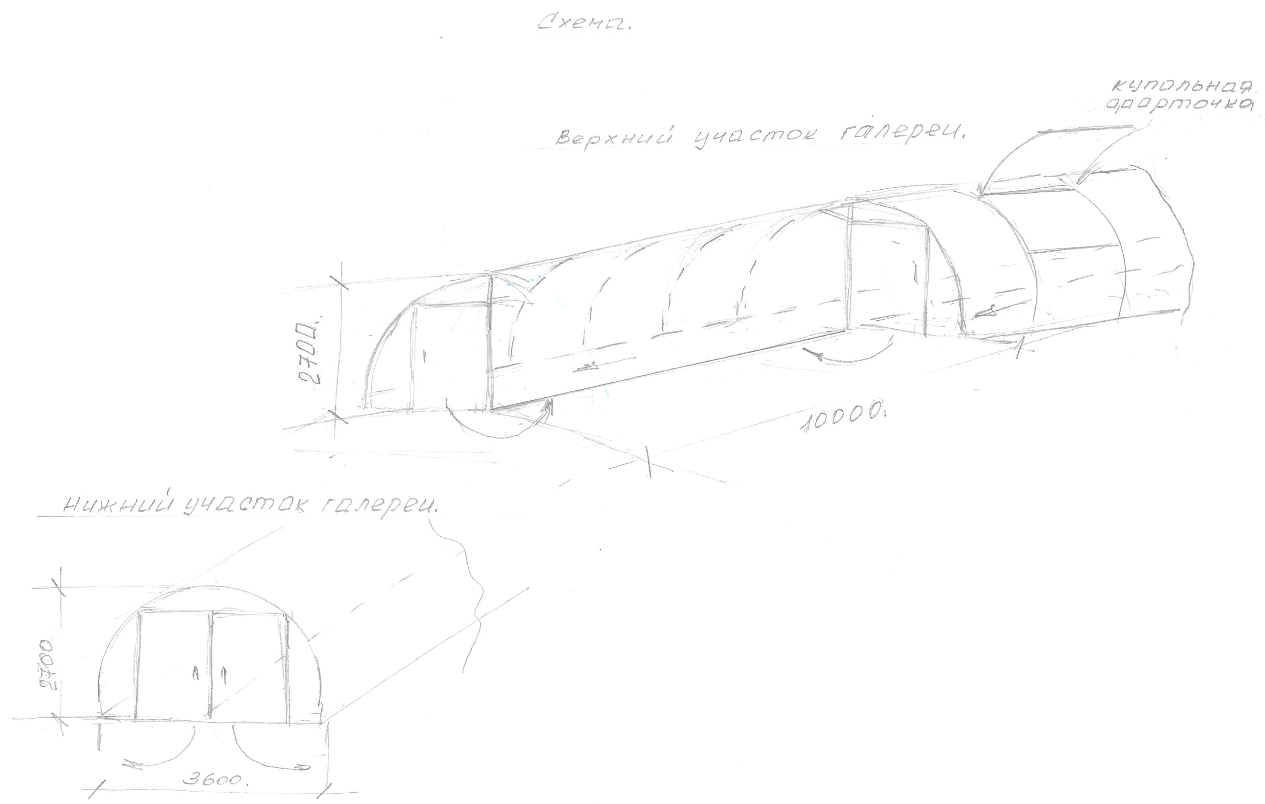 Схема.
купольная
форточка
Верхний участок галереи.
2700.
10000.
Нижний участок галереи.
2700
3600.